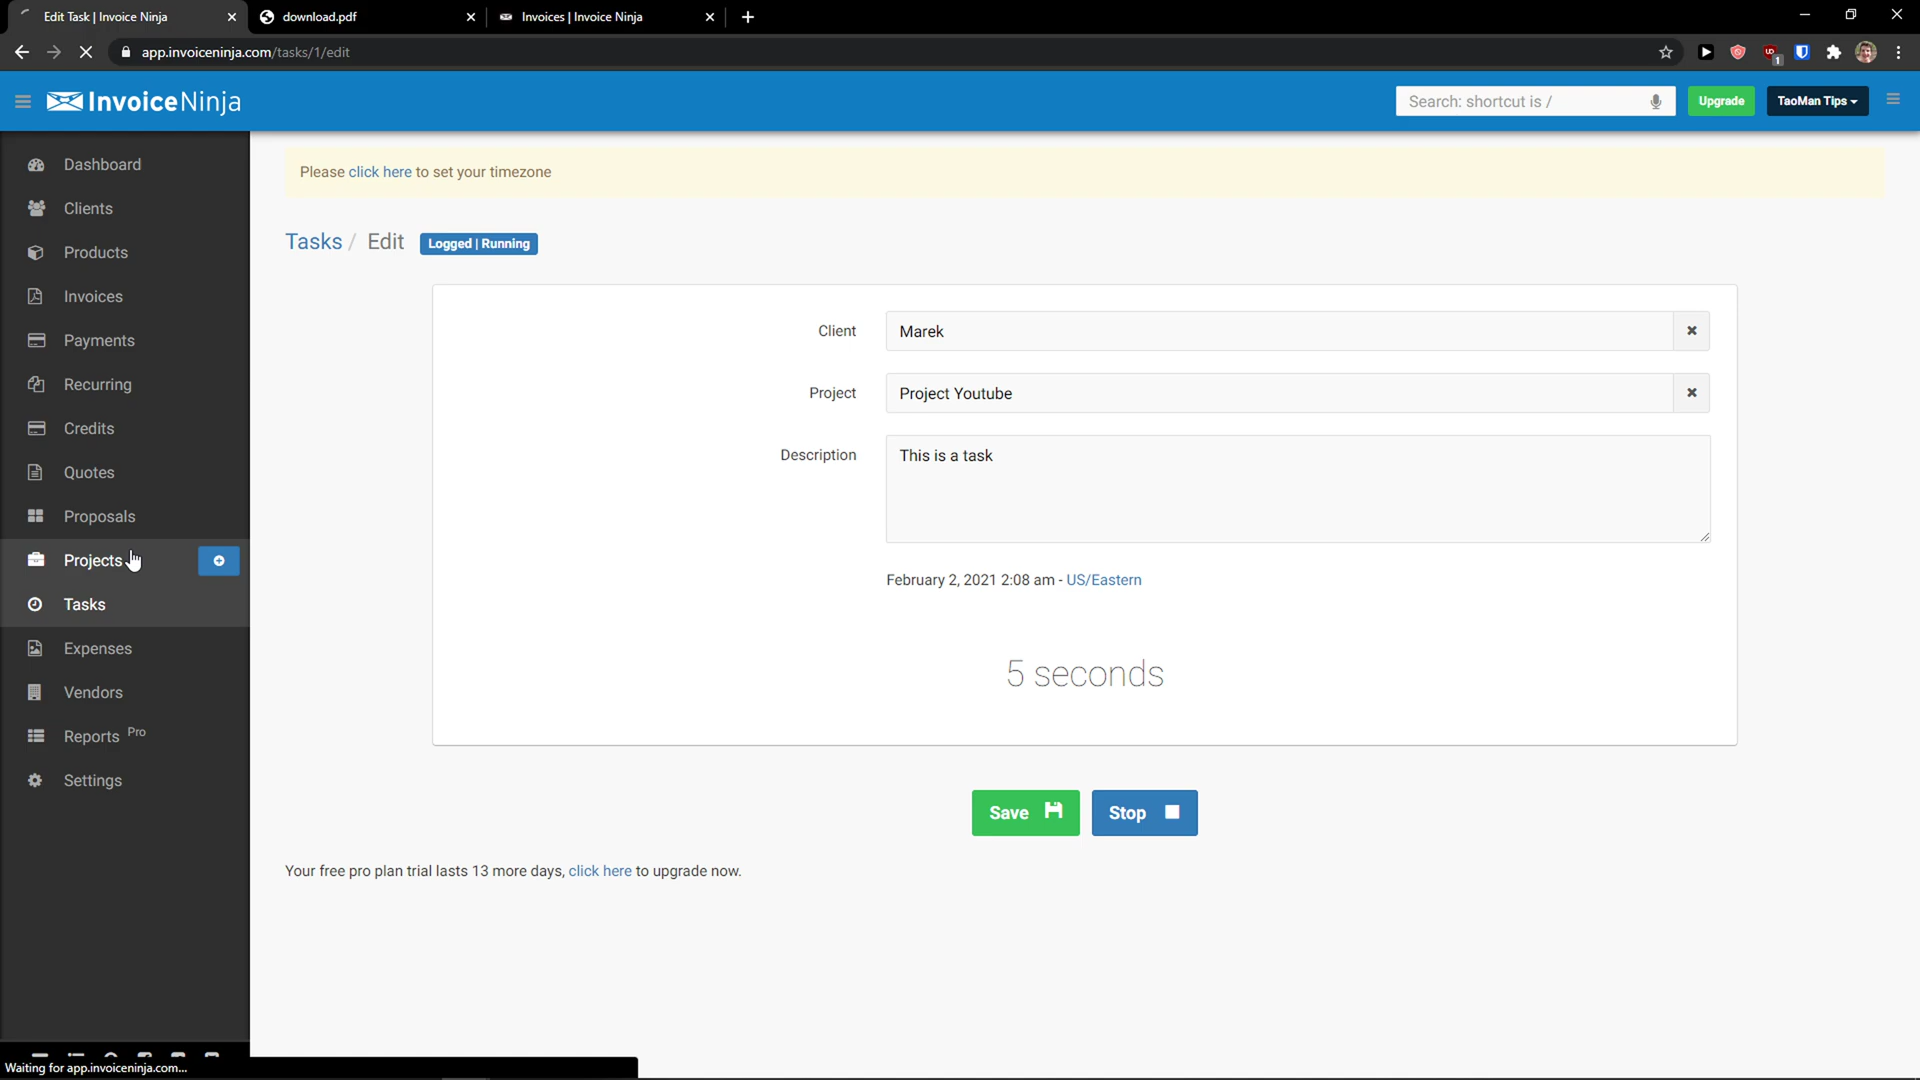 Edit Task | Invoice Ninja
download.pdf
Invoices | Invoice Ninja
app.invoiceninja.com/tasks/1/edit
UD
1
InvoiceNinja
Search: shortcut is /
Upgrade
TaoMan Tips
Dashboard
Clients
Products
Invoices
Payments
Recurring
Credits
Quotes
Proposals
Projects
Tasks
Expenses
Vendors
Reports Pro
Settings
Please click here to set your timezone
Tasks / Edit Logged | Running
Client Marek
Project Project Youtube
Description This is a task
February 2, 2021 2:08 am - US/Eastern
5 seconds
Save
Stop
Your free pro plan trial lasts 13 more days, click here to upgrade now.
Waiting for app.invoiceninja.com...